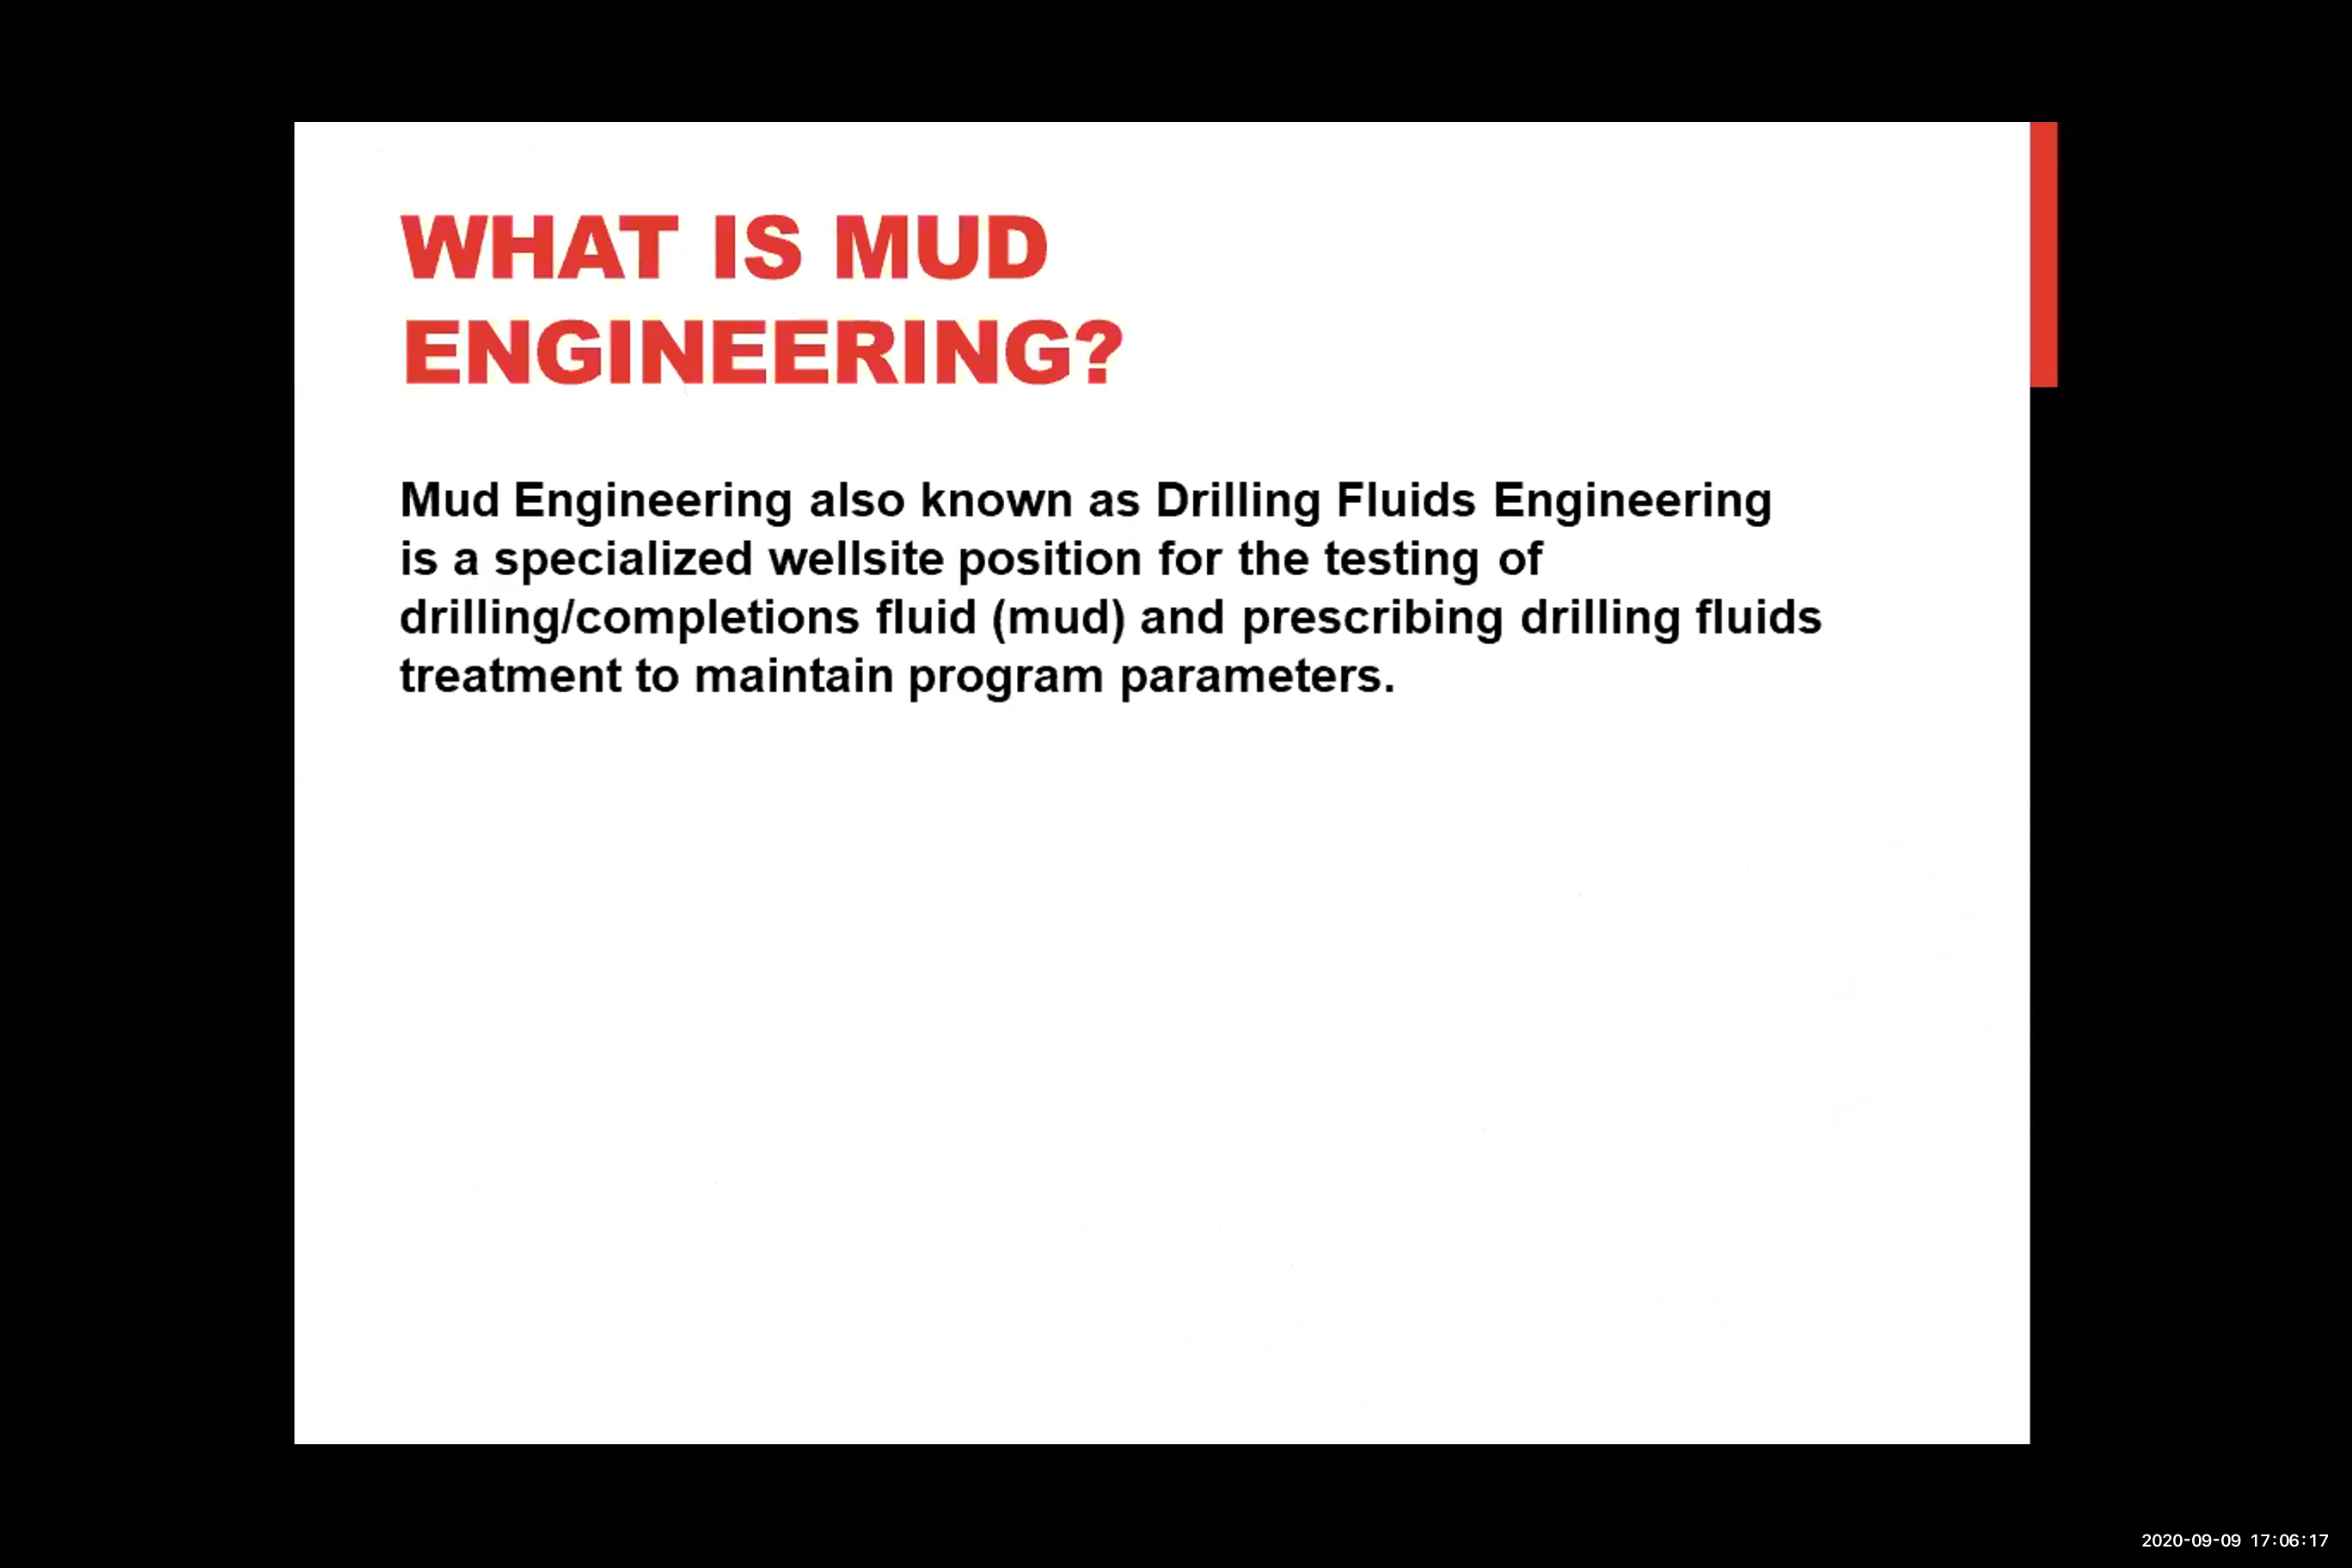 WHAT IS MUD
ENGINEERING?
Mud Engineering also known as Drilling Fluids Engineering
is a specialized wellsite position for the testing of
drilling/completions fluid (mud) and prescribing drilling fluids
treatment to maintain program parameters.
2020-09-09 17:06:17